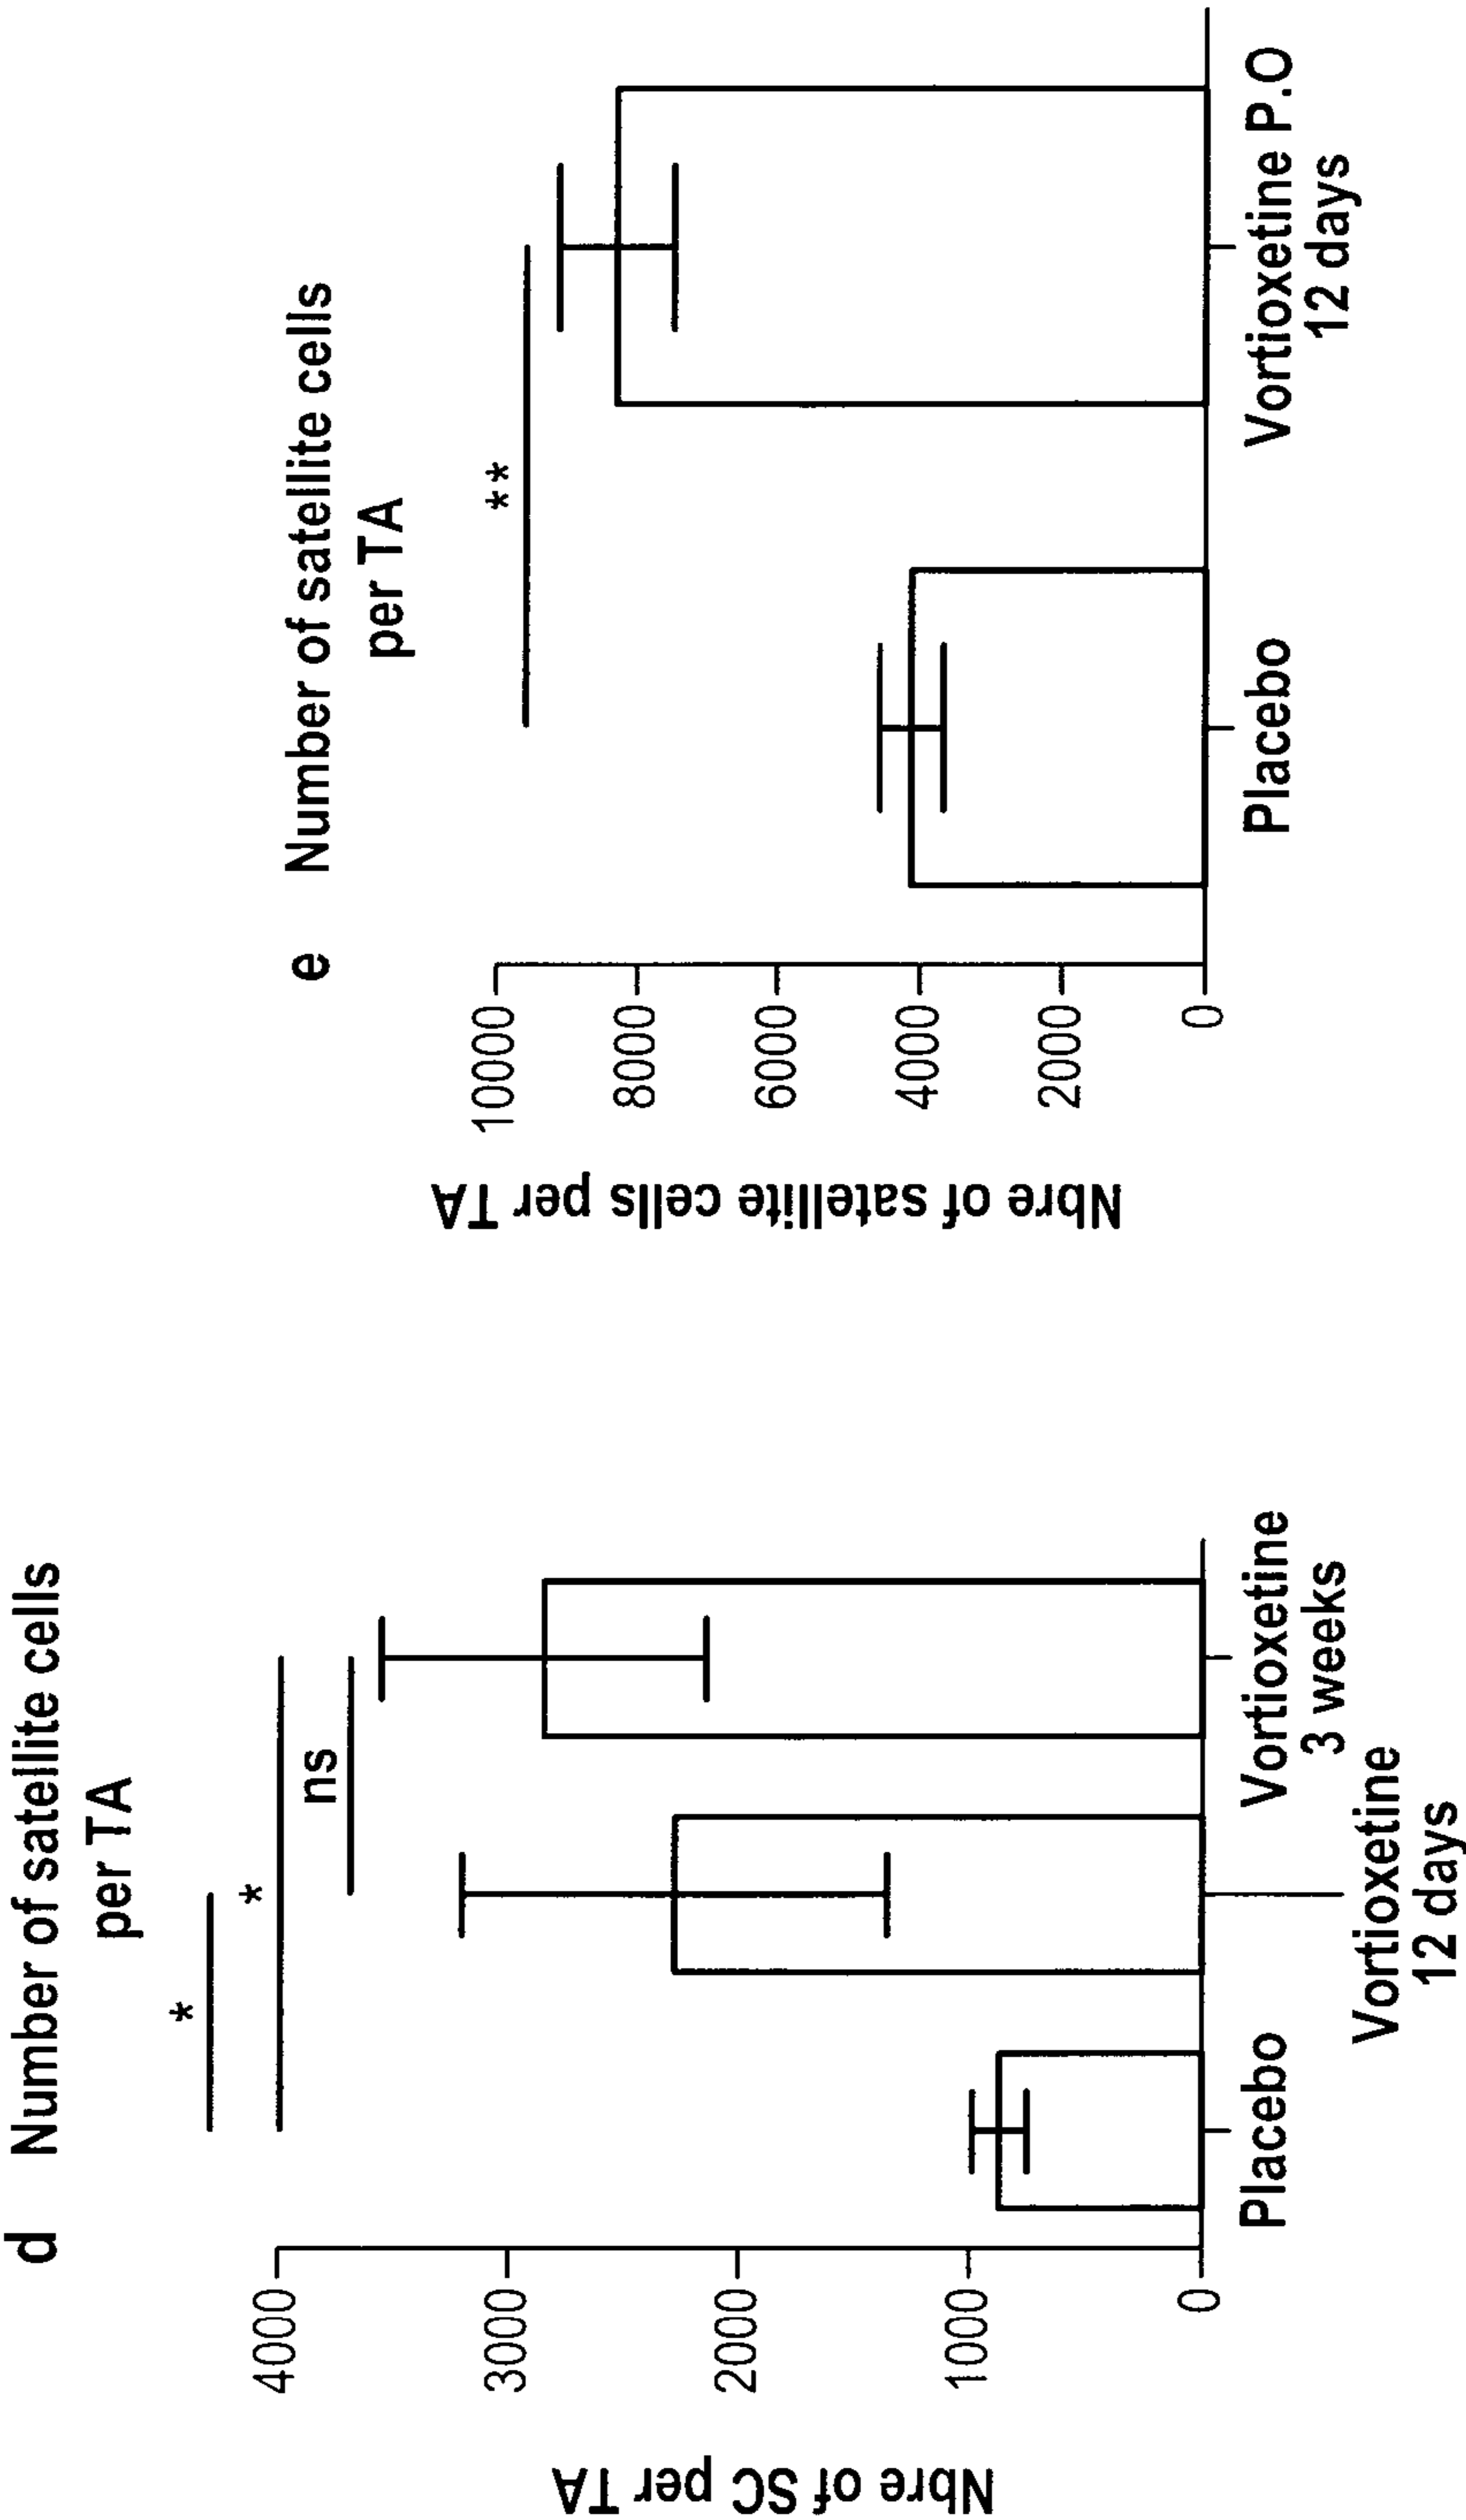 d Number of satellite cells
per TA
*
*
ns
Nbre of SC per TA
4000
3000
2000
1000
0
Placebo
Vortioxetine
12 days
Vortioxetine
3 weeks
e Number of satellite cells
per TA
**
Nbre of satellite cells per TA
10000
8000
6000
4000
2000
0
Placebo
Vortioxetine P.O
12 days